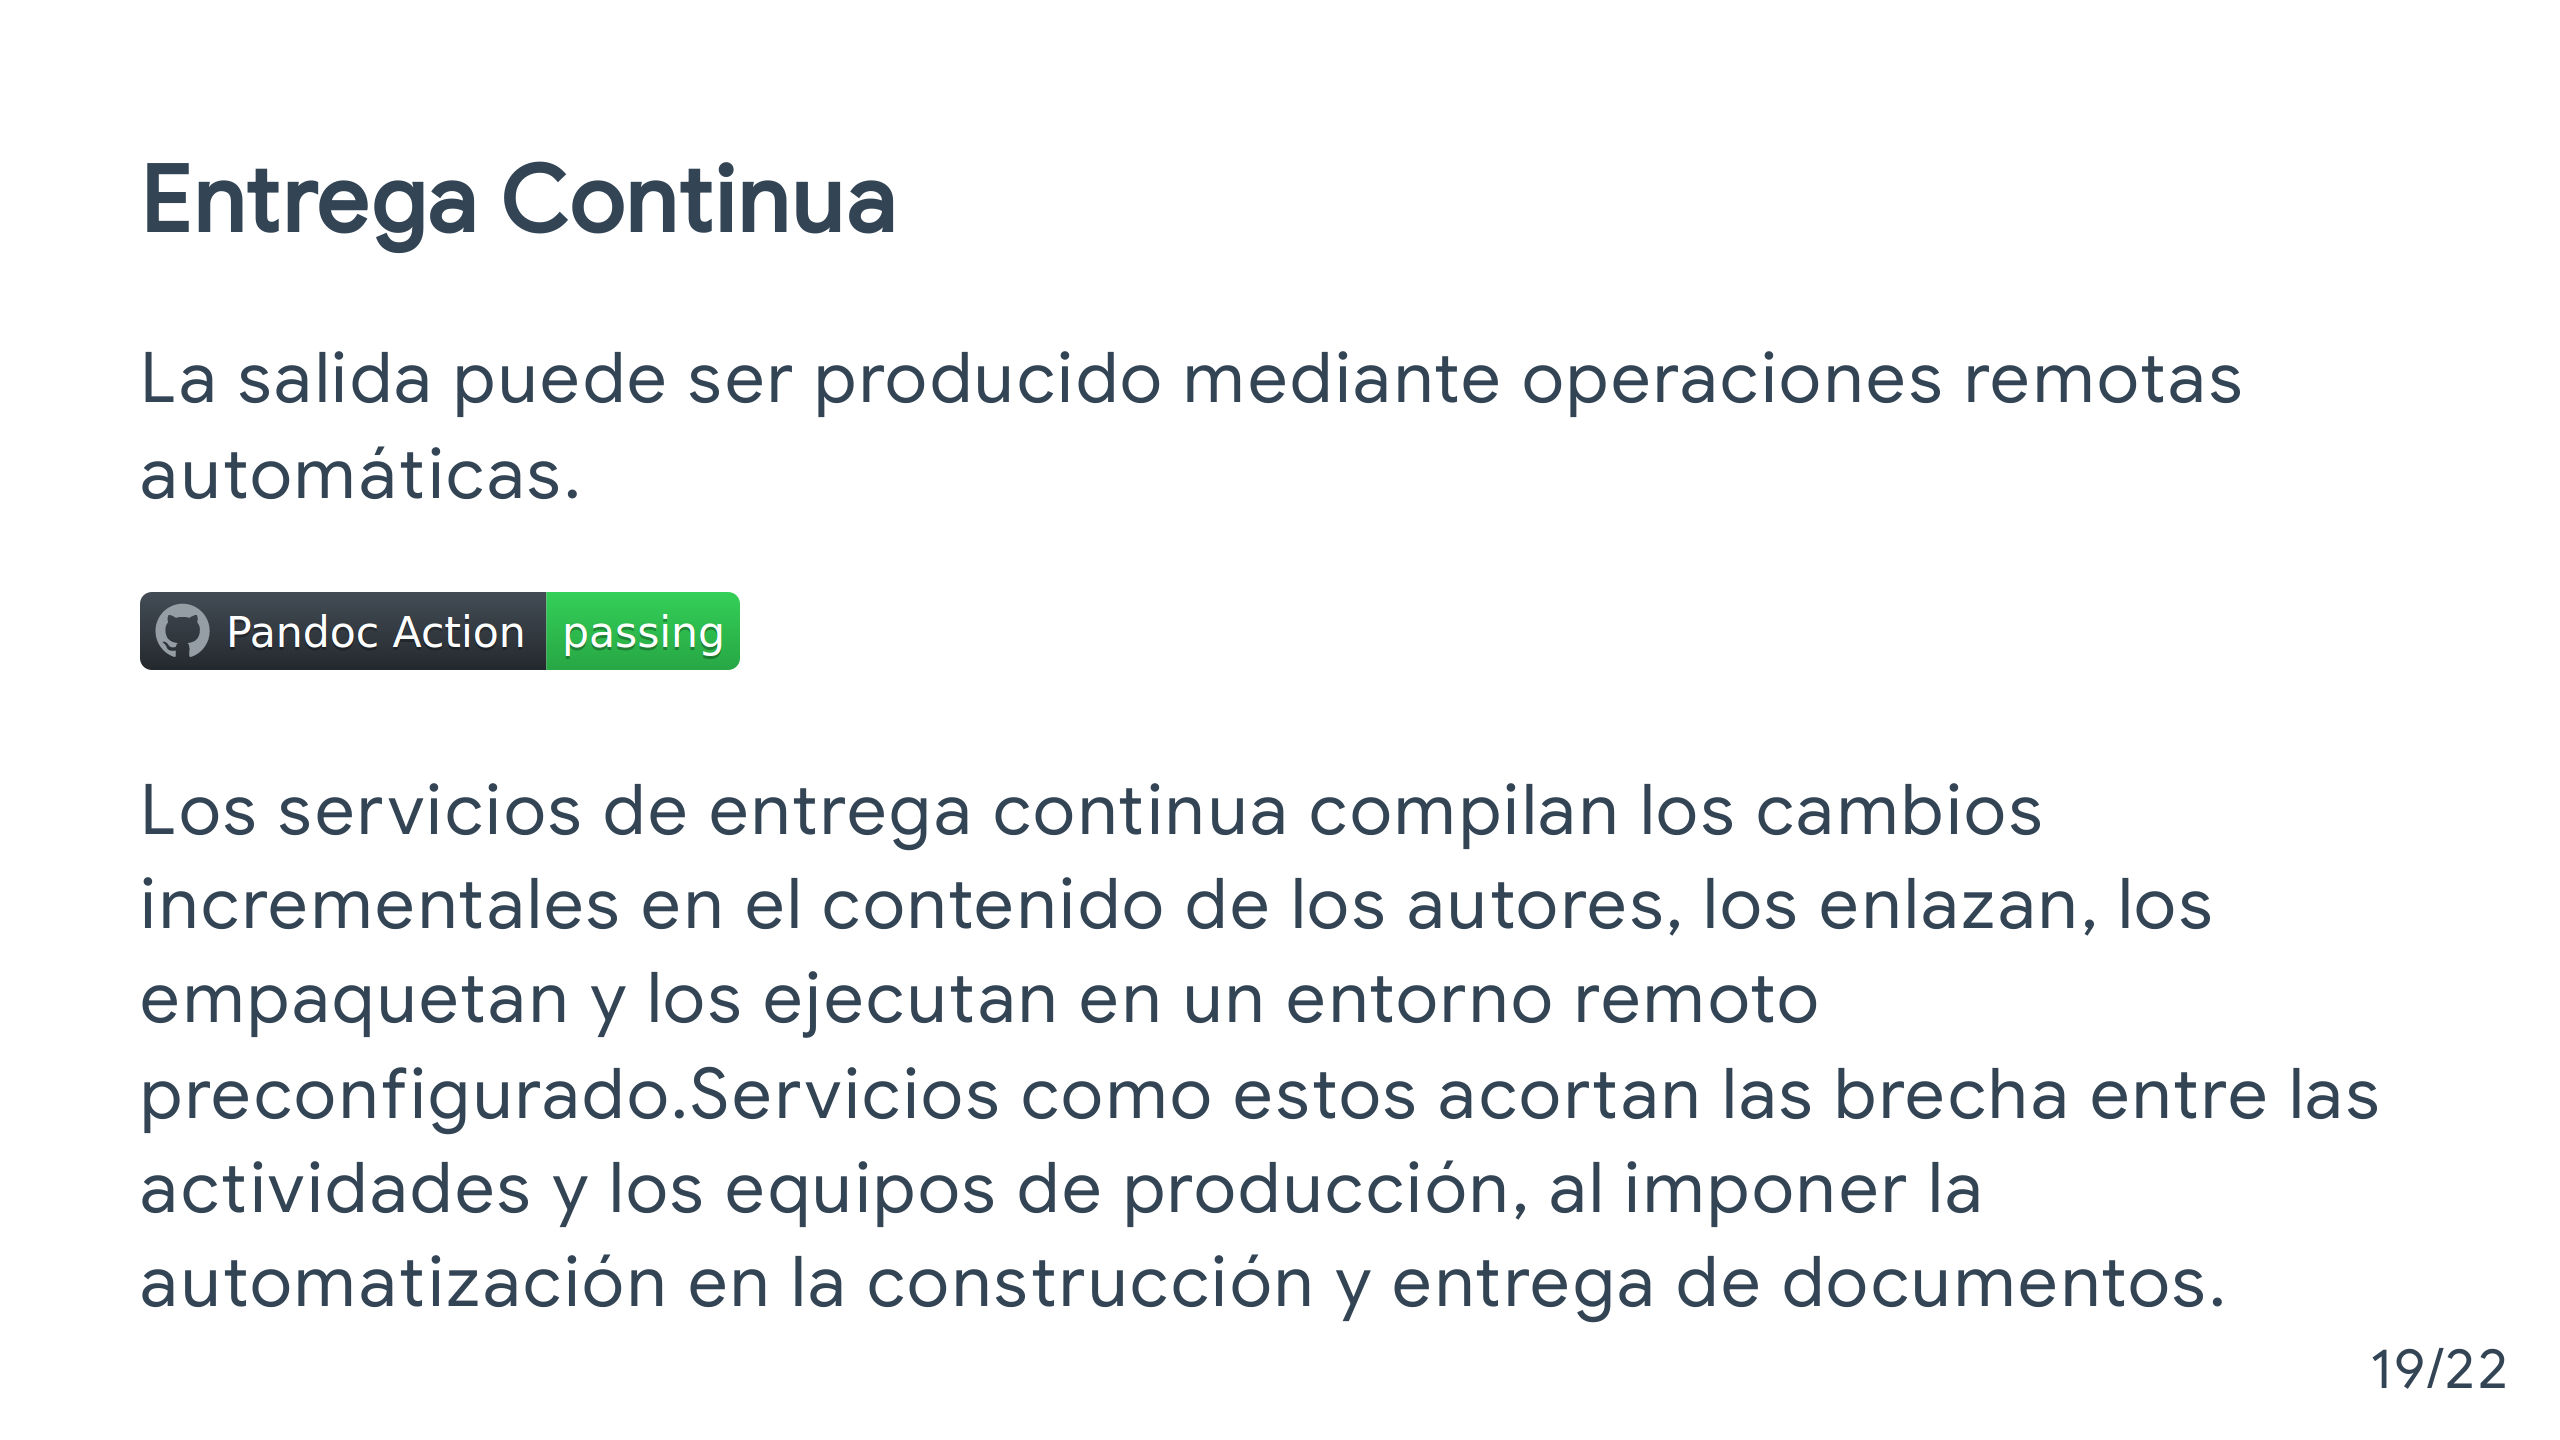 Entrega Continua
La salida puede ser producido mediante operaciones remotas
automáticas.
Pandoc Action passing
Los servicios de entrega continua compilan los cambios
incrementales en el contenido de los autores, los enlazan, los
empaquetan y los ejecutan en un entorno remoto
preconfigurado.Servicios como estos acortan las brecha entre las
actividades y los equipos de producción, al imponer la
automatización en la construcción y entrega de documentos.
19/22